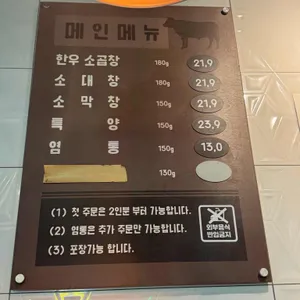 메인메뉴
한우 소곱창 180g 21,9
소대창 180g 21,9
소막창 150g 21,9
특양 150g 23,9
염통 150g 13,0
130g
(1) 첫 주문은 2인분 부터 가능합니다.
(2) 염통은 추가 주문만 가능합니다.
(3) 포장가능 합니다.
외부음식
반입금지